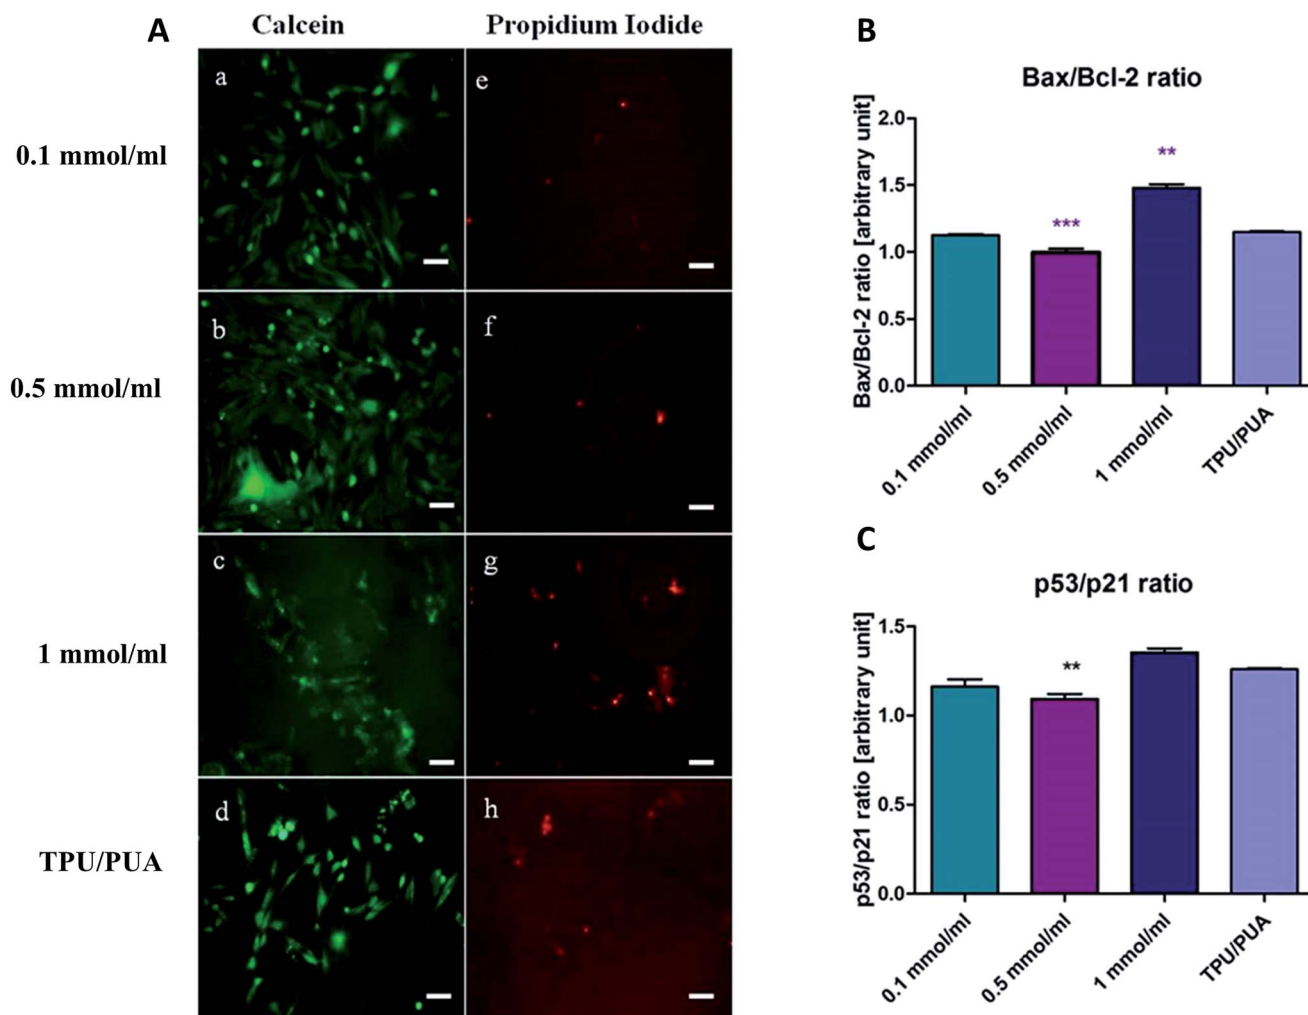 A
Calcein
Propidium Iodide
0.1 mmol/ml
a
e
0.5 mmol/ml
b
f
1 mmol/ml
c
g
TPU/PUA
d
h
B
Bax/Bcl-2 ratio
Bax/Bcl-2 ratio [arbitrary unit]
2.0
1.5
1.0
0.5
0.0
***
**
0.1 mmol/ml
0.5 mmol/ml
1 mmol/ml
TPU/PUA
C
p53/p21 ratio
p53/p21 ratio [arbitrary unit]
1.5
1.0
0.5
0.0
**
0.1 mmol/ml
0.5 mmol/ml
1 mmol/ml
TPU/PUA